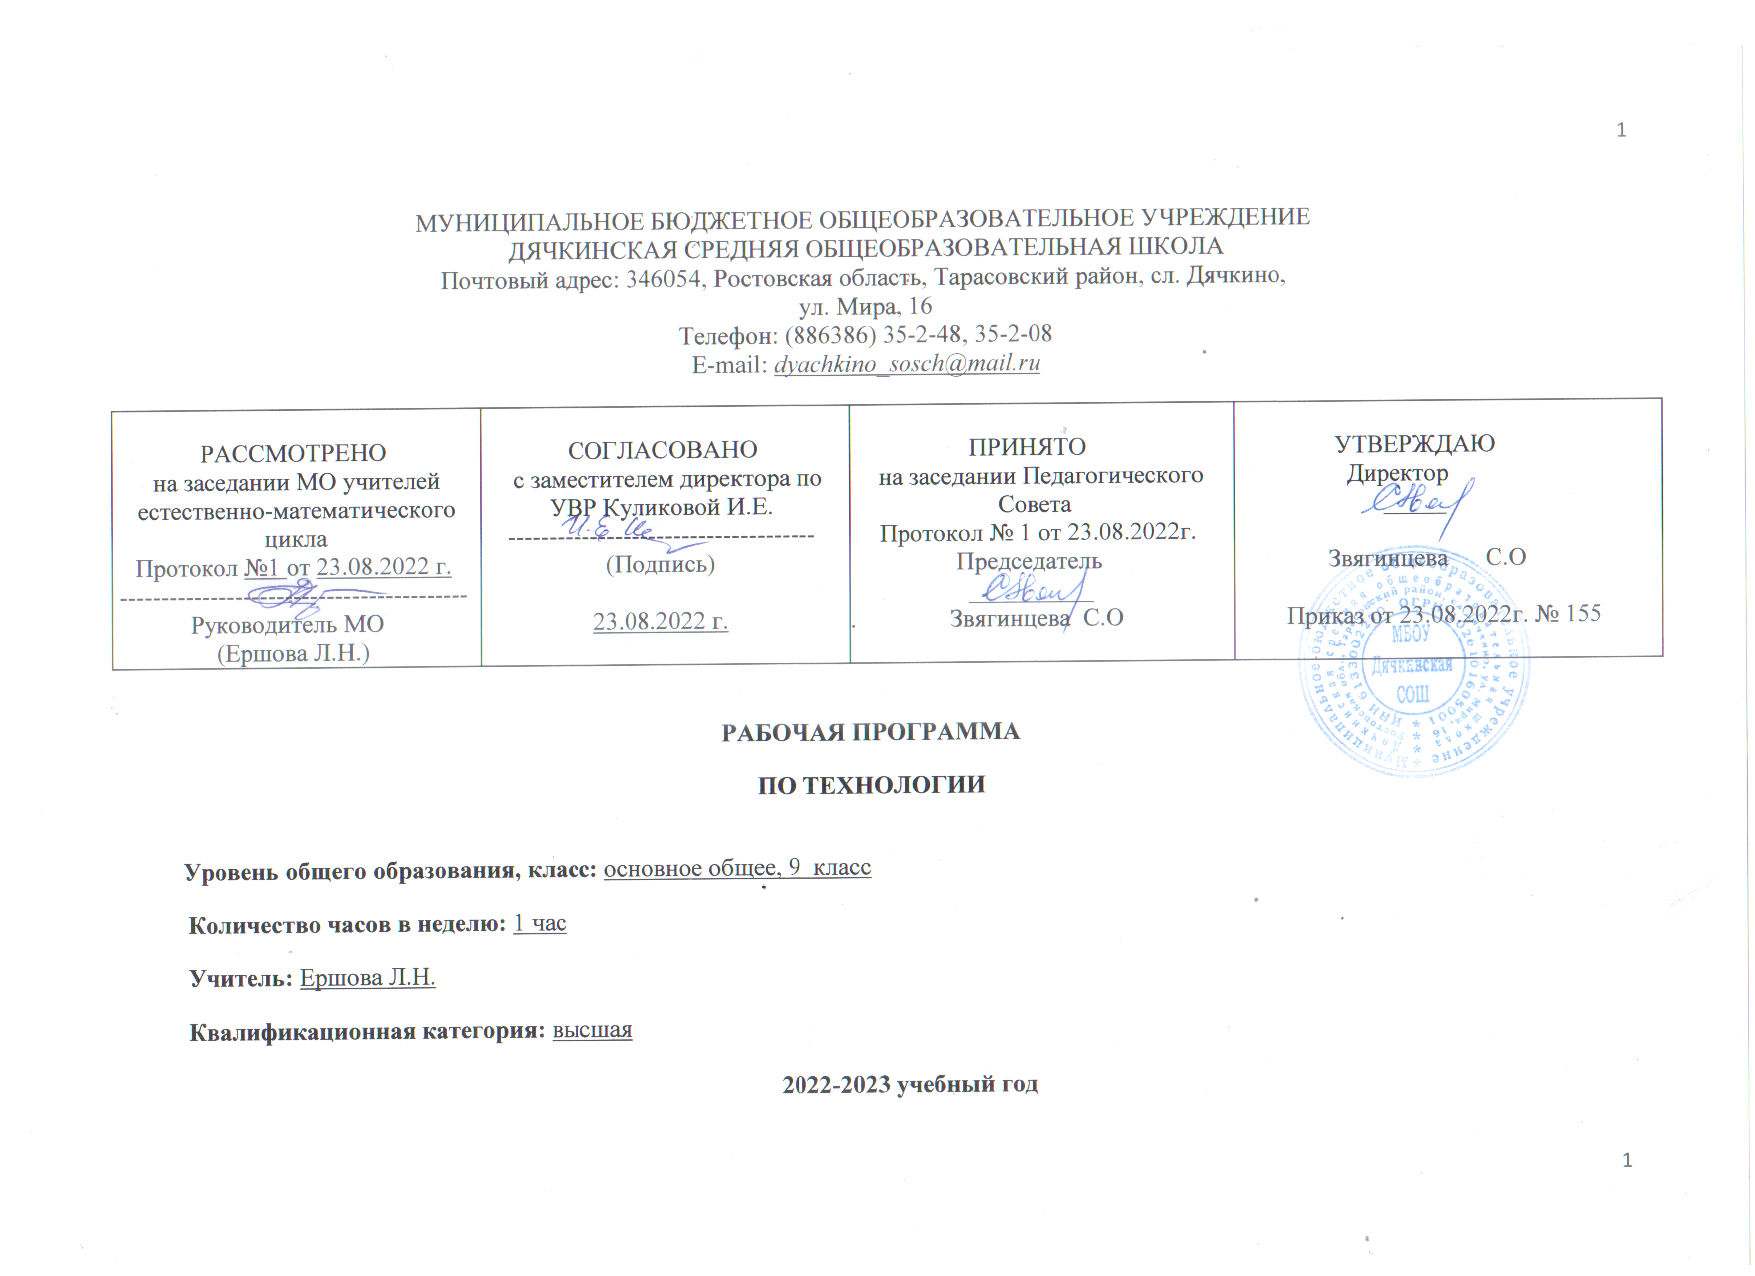 1
МУНИЦИПАЛЬНОЕ БЮДЖЕТНОЕ ОБЩЕОБРАЗОВАТЕЛЬНОЕ УЧРЕЖДЕНИЕ
ДЯЧКИНСКАЯ СРЕДНЯЯ ОБЩЕОБРАЗОВАТЕЛЬНАЯ ШКОЛА
Почтовый адрес: 346054, Ростовская область, Тарасовский район, сл. Дячкино,
ул. Мира, 16
Телефон: (886386) 35-2-48, 35-2-08
E-mail: dyachkino_sosch@mail.ru
РАССМОТРЕНО
на заседании МО учителей
естественно-математического
цикла
Протокол №1 от 23.08.2022 г.
Руководитель МО
(Ершова Л.Н.)
СОГЛАСОВАНО
с заместителем директора по
УВР Куликовой И.Е.
(Подпись)
23.08.2022 г.
ПРИНЯТО
на заседании Педагогического
Совета
Протокол № 1 от 23.08.2022г.
Председатель
Звягинцева С.О
УТВЕРЖДАЮ
Директор
Звягинцева С.О
Приказ от 23.08.2022г. № 155
МБОУ
Дячкинская
СОШ
РАБОЧАЯ ПРОГРАММА
ПО ТЕХНОЛОГИИ
Уровень общего образования, класс: основное общее, 9 класс
Количество часов в неделю: 1 час
Учитель: Ершова Л.Н.
Квалификационная категория: высшая
2022-2023 учебный год
1